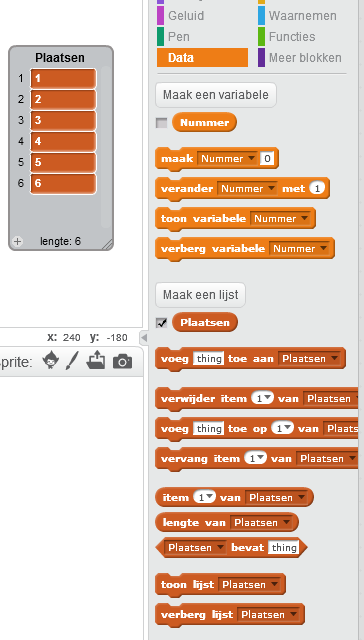 Plaatsen
1 1
2 2
3 3
4 4
5 5
6 6
+ lengte: 6
x: 240 y: -180
sprite:
Geluid Waarnemen
Pen Functies
Data Meer blokken
Maak een variabele
Nummer
maak Nummer 0
verander Nummer met 1
toon variabele Nummer
verberg variabele Nummer
Maak een lijst
Plaatsen
voeg thing toe aan Plaatsen
verwijder item 1 van Plaatsen
voeg thing toe op 1 van Plaats
vervang item 1 van Plaatsen
item 1 van Plaatsen
lengte van Plaatsen
Plaatsen bevat thing
toon lijst Plaatsen
verberg lijst Plaatsen